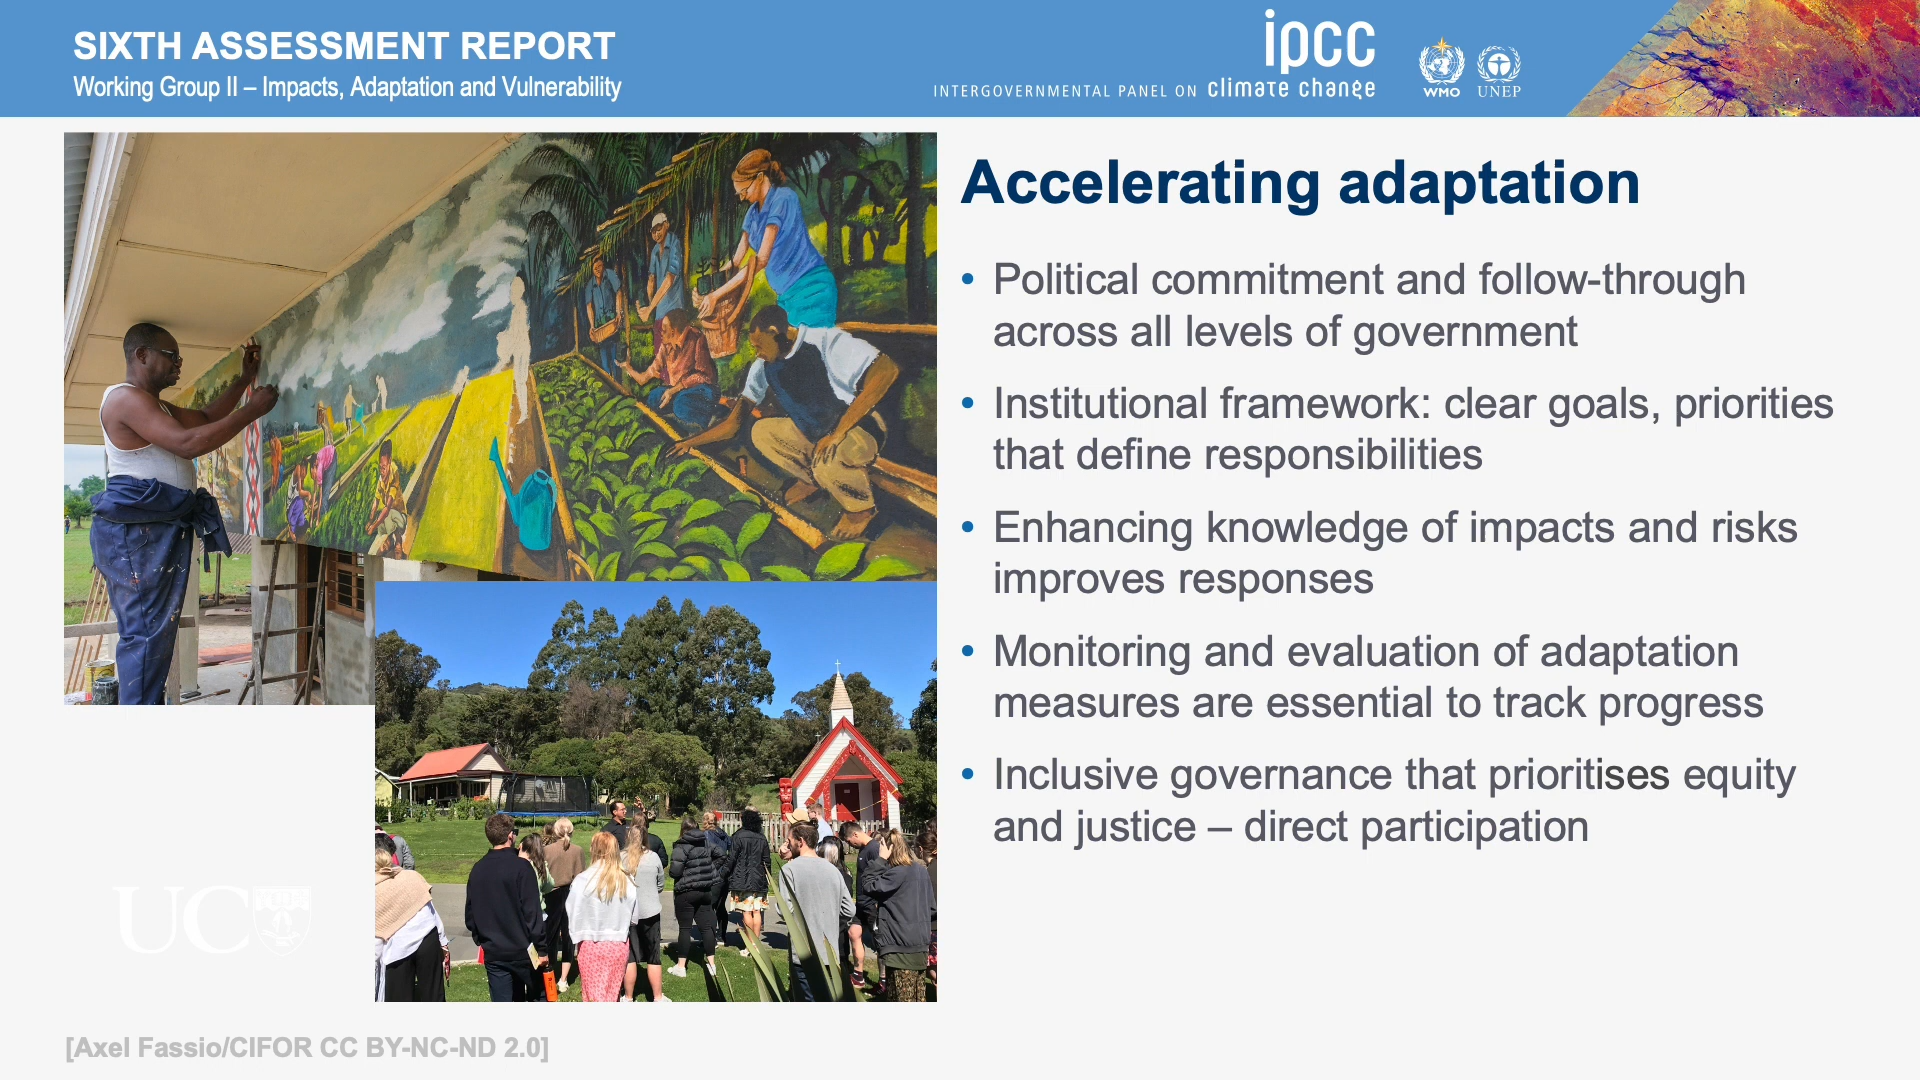 SIXTH ASSESSMENT REPORT
Working Group II – Impacts, Adaptation and Vulnerability
ipcc
INTERGOVERNMENTAL PANEL ON climate change
WMO
UNEP
Accelerating adaptation
• Political commitment and follow-through
across all levels of government
• Institutional framework: clear goals, priorities
that define responsibilities
• Enhancing knowledge of impacts and risks
improves responses
• Monitoring and evaluation of adaptation
measures are essential to track progress
• Inclusive governance that prioritises equity
and justice – direct participation
UC
[Axel Fassio/CIFOR CC BY-NC-ND 2.0]